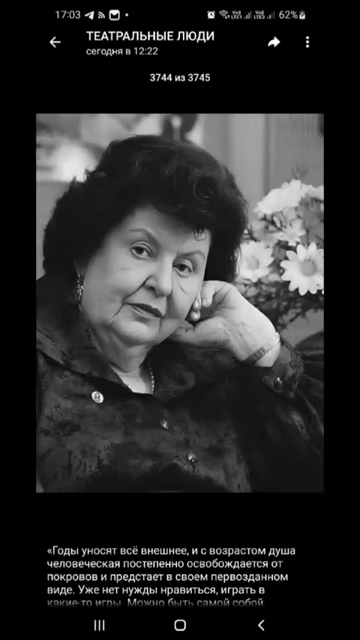 17:03
62%
ТЕАТРАЛЬНЫЕ ЛЮДИ
сегодня в 12:22
3744 из 3745
«Годы уносят всё внешнее, и с возрастом душа
человеческая постепенно освобождается от
покровов и предстает в своем первозданном
виде. Уже нет нужды нравиться, играть в
какие-то игры. Можно быть самой собой.